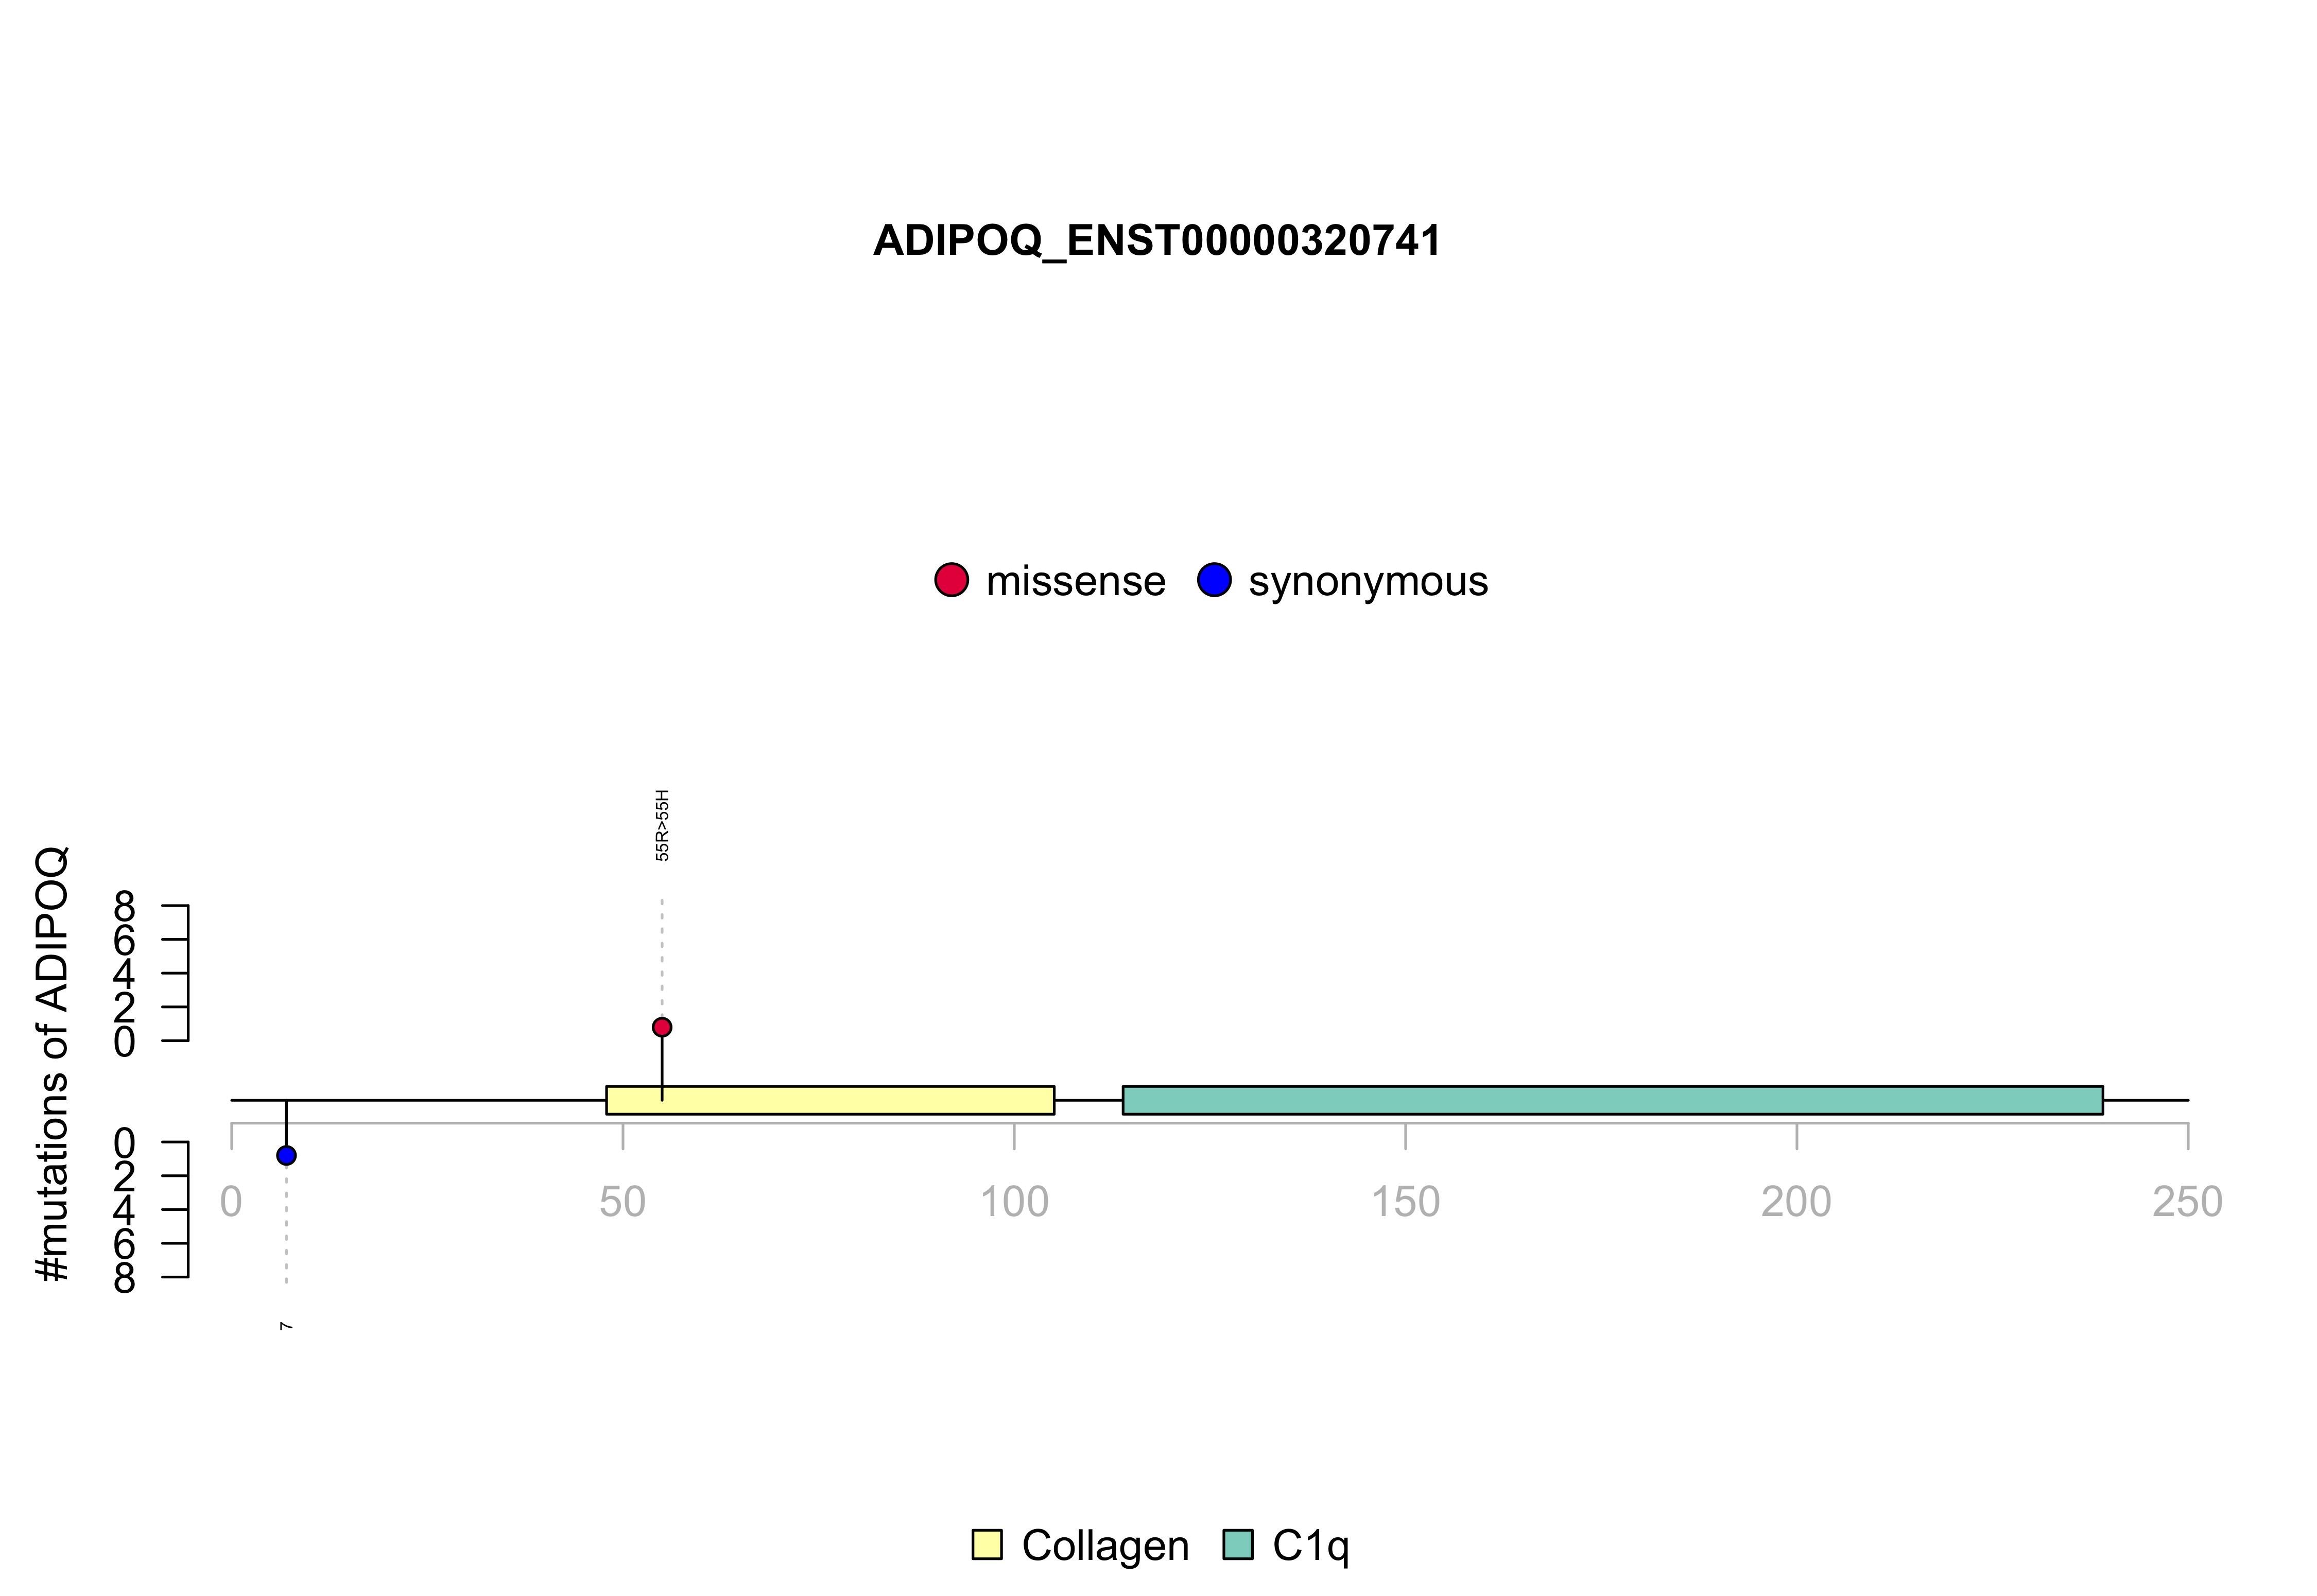 ADIPOQ_ENST00000320741
missense synonymous
55R>55H
#mutations of ADIPOQ
8
6
4
2
0
0
2
4
6
8
0 50 100 150 200 250
7
Collagen C1q